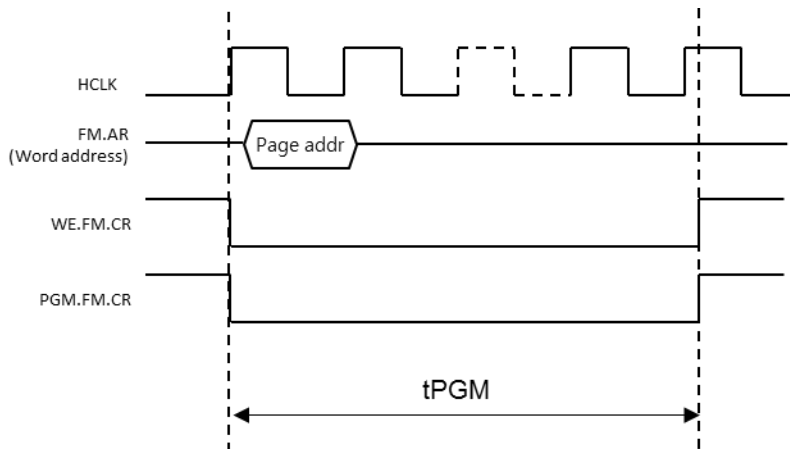 HCLK
FM.AR
(Word address)
Page addr
WE.FM.CR
PGM.FM.CR
tPGM